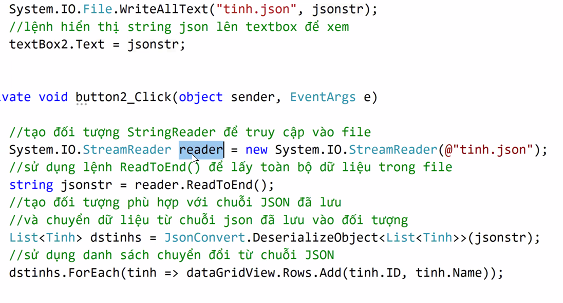 System.IO.File.WriteAllText("tinh.json", jsonstr);
//lệnh hiển thị string json lên textbox để xem
textBox2.Text = jsonstr;
ivate void button2_Click(object sender, EventArgs e)
//tạo đối tượng StringReader để truy cập vào file
System.IO.StreamReader reader = new System.IO.StreamReader(@"tinh.json");
//sử dụng lệnh ReadToEnd() để lấy toàn bộ dữ liệu trong file
string jsonstr = reader.ReadToEnd();
//tạo đối tượng phù hợp với chuỗi JSON đã lưu
//và chuyển dữ liệu từ chuỗi json đã lưu vào đối tượng
List<Tinh> dstinhs = JsonConvert.DeserializeObject<List<Tinh>>(jsonstr);
//sử dụng danh sách chuyển đổi từ chuỗi JSON
dstinhs.ForEach(tinh => dataGridView.Rows.Add(tinh.ID, tinh.Name));